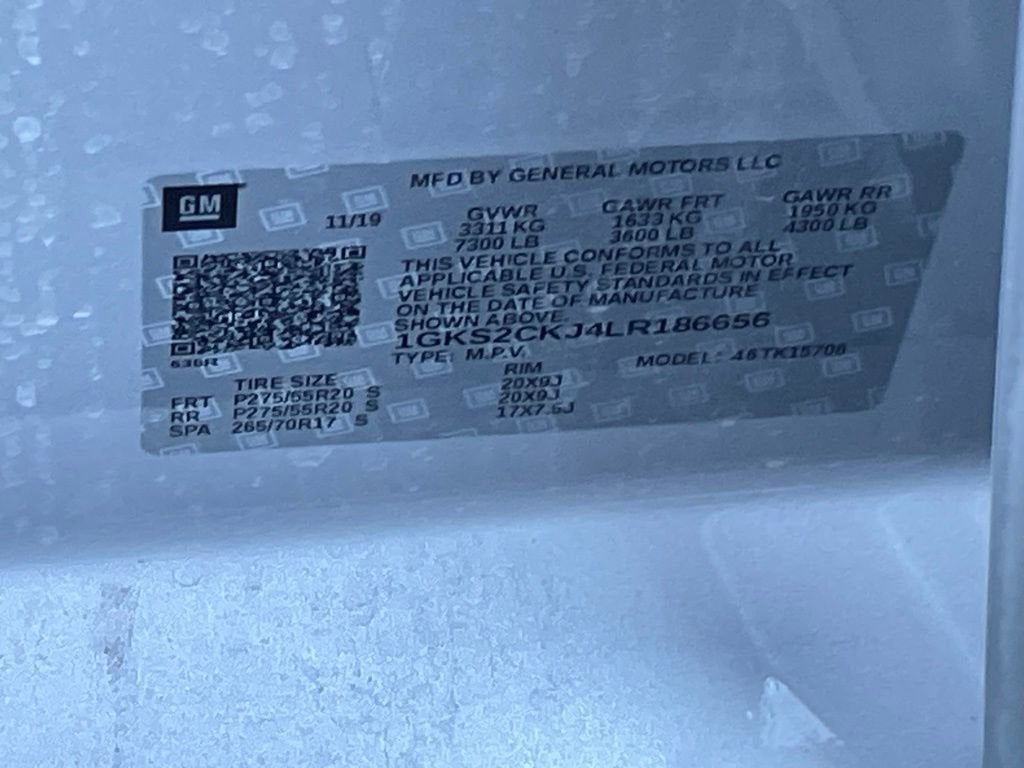 MFD BY GENERAL MOTORS LLC
GM
11/19
GVWR GAWR FRT GAWR RR
3311 KG 1633 KG 1950 KG
7300 LB 3600 LB 4300 LB
THIS VEHICLE CONFORMS TO ALL
APPLICABLE U.S. FEDERAL MOTOR
VEHICLE SAFETY STANDARDS IN EFFECT
ON THE DATE OF MANUFACTURE
SHOWN ABOVE.
1GKS2CKJ4LR186656
TYPE: M.P.V. MODEL: 46TK15706
TIRE SIZE RIM
FRT P275/55R20 S 20X9J
RR P275/55R20 S 20X9J
SPA 265/70R17 S 17X7.5J